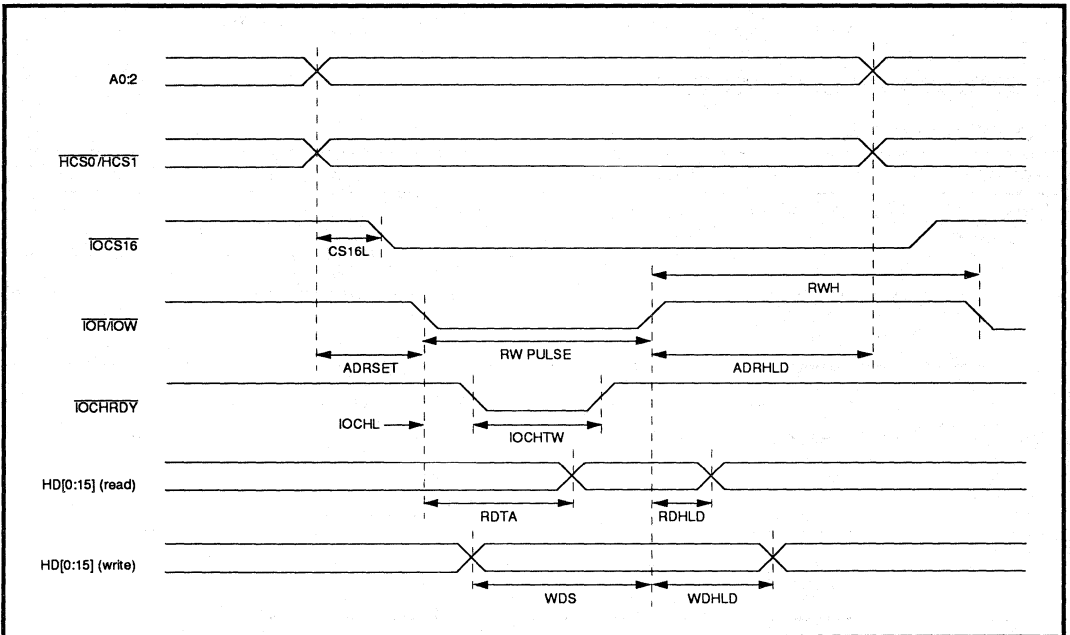 A0:2
HCS0/HCS1
IOCS16
CS16L
RWH
IOR/IOW
RW PULSE
ADRSET
ADRHLD
IOCHRDY
IOCHL
IOCHTW
HD[0:15] (read)
RDTA
RDHLD
HD[0:15] (write)
WDS
WDHLD